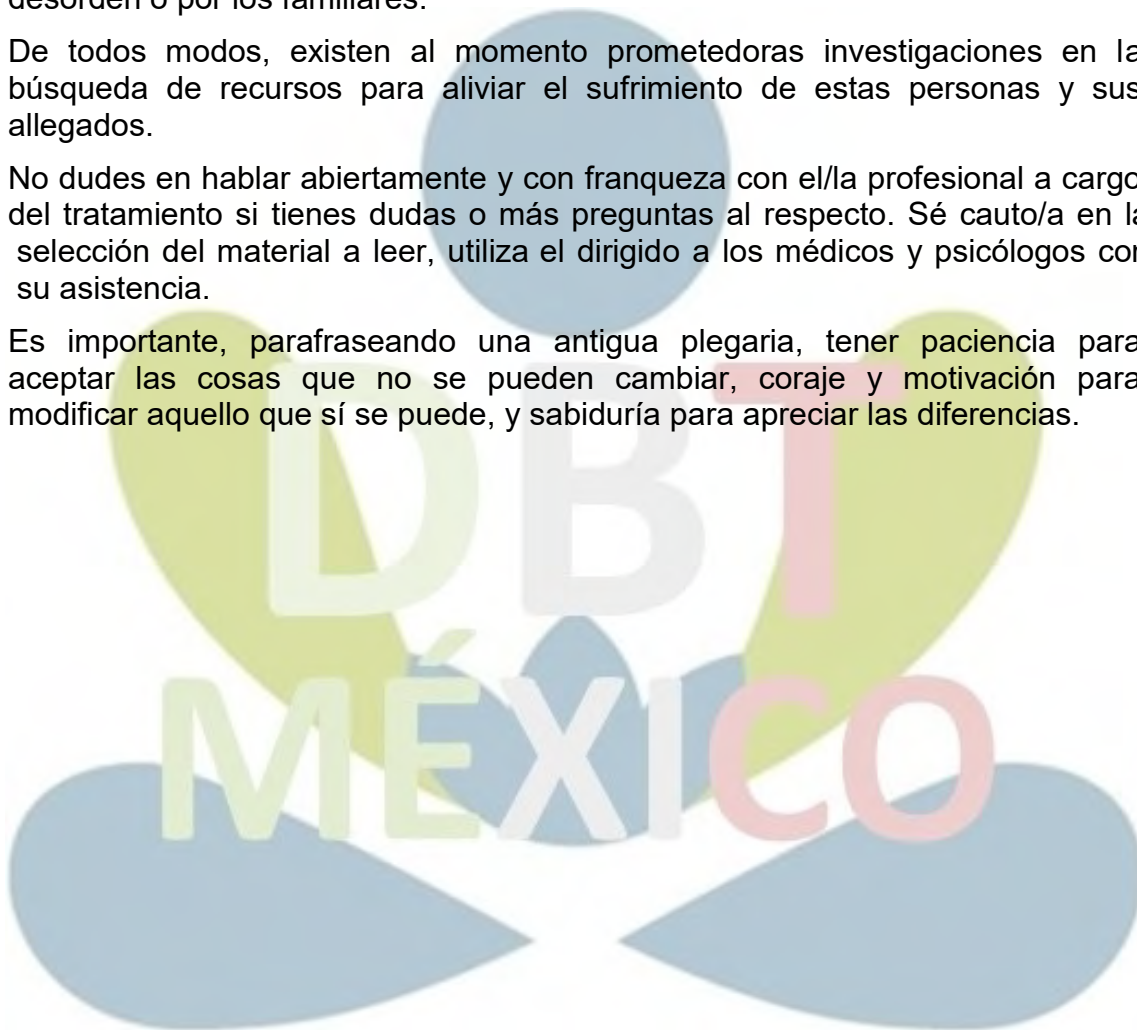 desorden o por los familiares.
De todos modos, existen al momento prometedoras investigaciones en la
búsqueda de recursos para aliviar el sufrimiento de estas personas y sus
allegados.
No dudes en hablar abiertamente y con franqueza con el/la profesional a cargo
del tratamiento si tienes dudas o más preguntas al respecto. Sé cauto/a en la
selección del material a leer, utiliza el dirigido a los médicos y psicólogos con
su asistencia.
Es importante, parafraseando una antigua plegaria, tener paciencia para
aceptar las cosas que no se pueden cambiar, coraje y motivación para
modificar aquello que sí se puede, y sabiduría para apreciar las diferencias.
DBT
MÉXICO